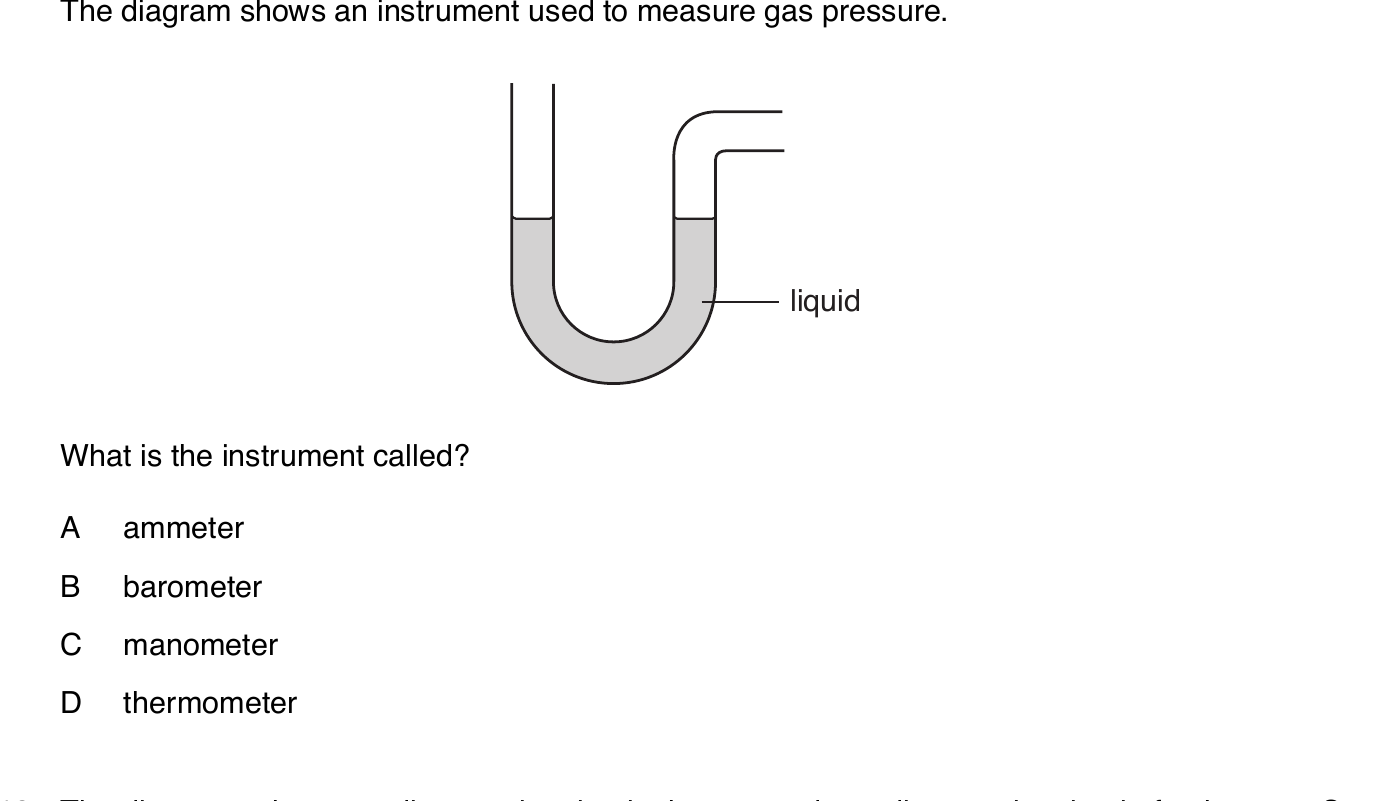 The diagram shows an instrument used to measure gas pressure.
liquid
What is the instrument called?
A ammeter
B barometer
C manometer
D thermometer